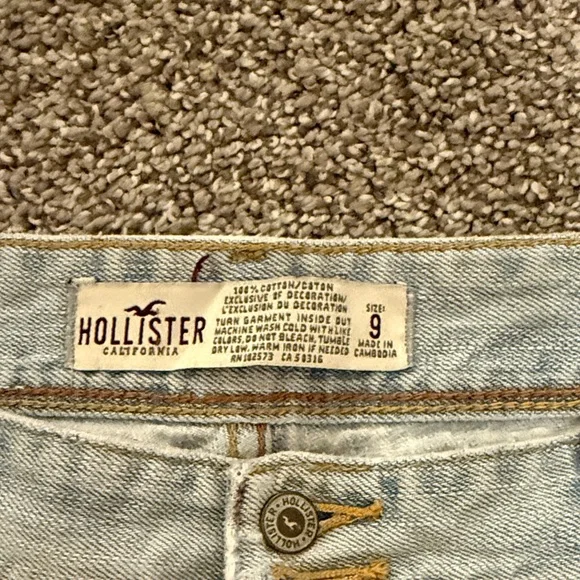 HOLLISTER
CALIFORNIA
100% COTTON/COTON
EXCLUSIVE OF DECORATION/
L'EXCLUSION DU DECORATION
TURN GARMENT INSIDE OUT
MACHINE WASH COLD WITH LIKE
COLORS, DO NOT BLEACH, TUMBLE
DRY LOW, WARM IRON IF NEEDED
RN 102573 CA 50316
SIZE:
9
MADE IN
CAMBODIA
HOLLISTER
HOLLISTER